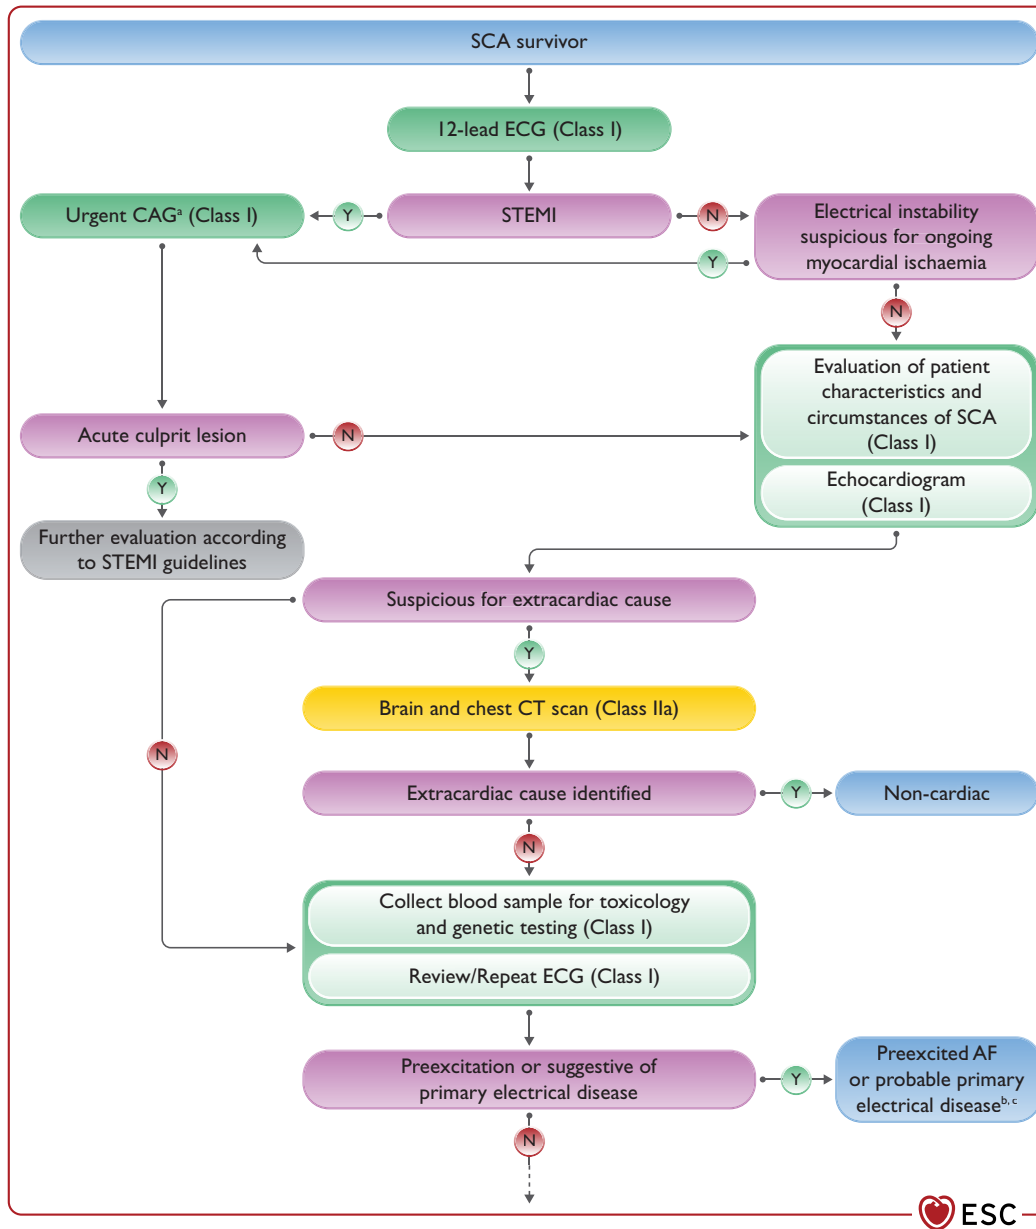 SCA survivor
12-lead ECG (Class I)
Urgent CAGᵃ (Class I)
Y
STEMI
N
Electrical instability
suspicious for ongoing
myocardial ischaemia
Y
N
Evaluation of patient
characteristics and
circumstances of SCA
(Class I)
Echocardiogram
(Class I)
Acute culprit lesion
N
Y
Further evaluation according
to STEMI guidelines
Suspicious for extracardiac cause
Y
Brain and chest CT scan (Class IIa)
N
Extracardiac cause identified
Y
Non-cardiac
N
Collect blood sample for toxicology
and genetic testing (Class I)
Review/Repeat ECG (Class I)
Preexcitation or suggestive of
primary electrical disease
Y
Preexcited AF
or probable primary
electrical diseaseᵇ,ᶜ
N
ESC